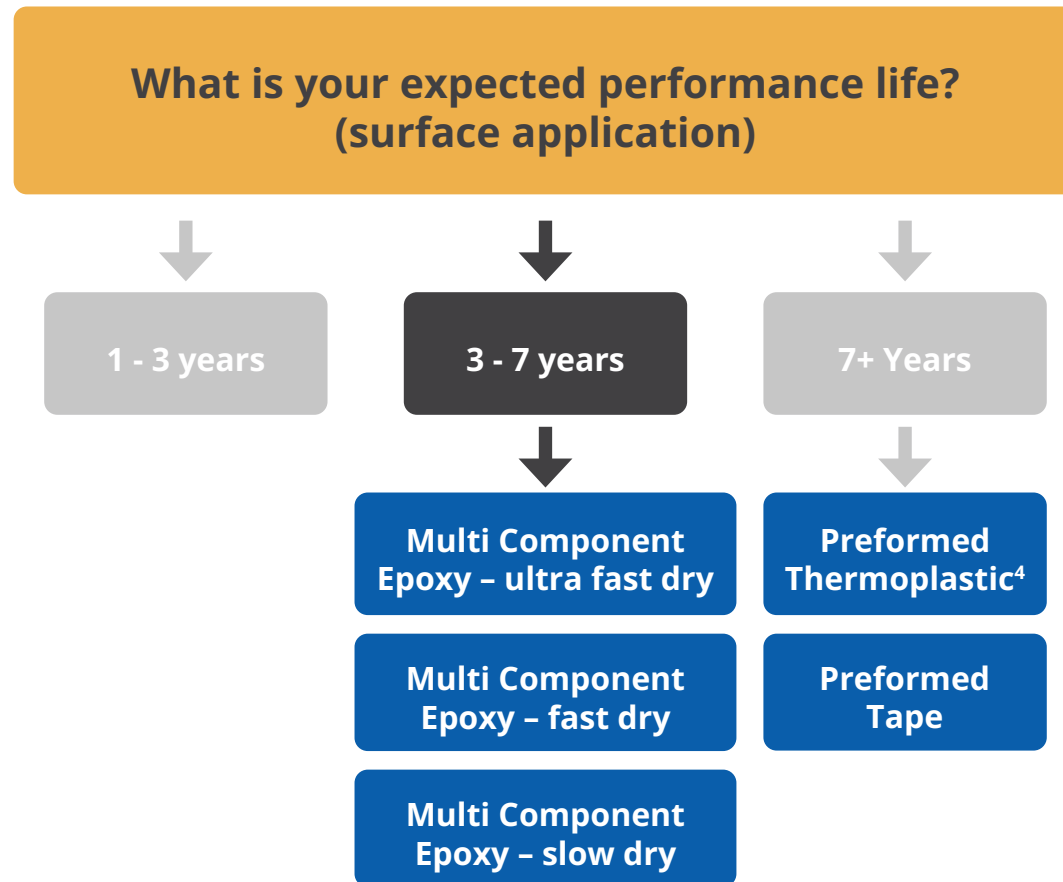 What is your expected performance life?
(surface application)
1 - 3 years
3 - 7 years
7+ Years
Multi Component
Epoxy – ultra fast dry
Preformed
Thermoplastic⁴
Multi Component
Epoxy – fast dry
Preformed
Tape
Multi Component
Epoxy – slow dry